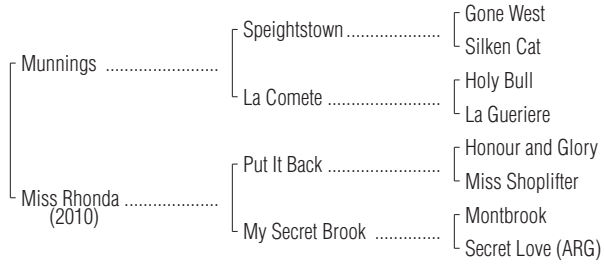 Gone West
Speightstown ....................
Silken Cat
Munnings ........................
Holy Bull
La Comete ........................
La Gueriere
Honour and Glory
Put It Back ........................
Miss Shoplifter
Miss Rhonda ....................
(2010)
Montbrook
My Secret Brook ..............
Secret Love (ARG)